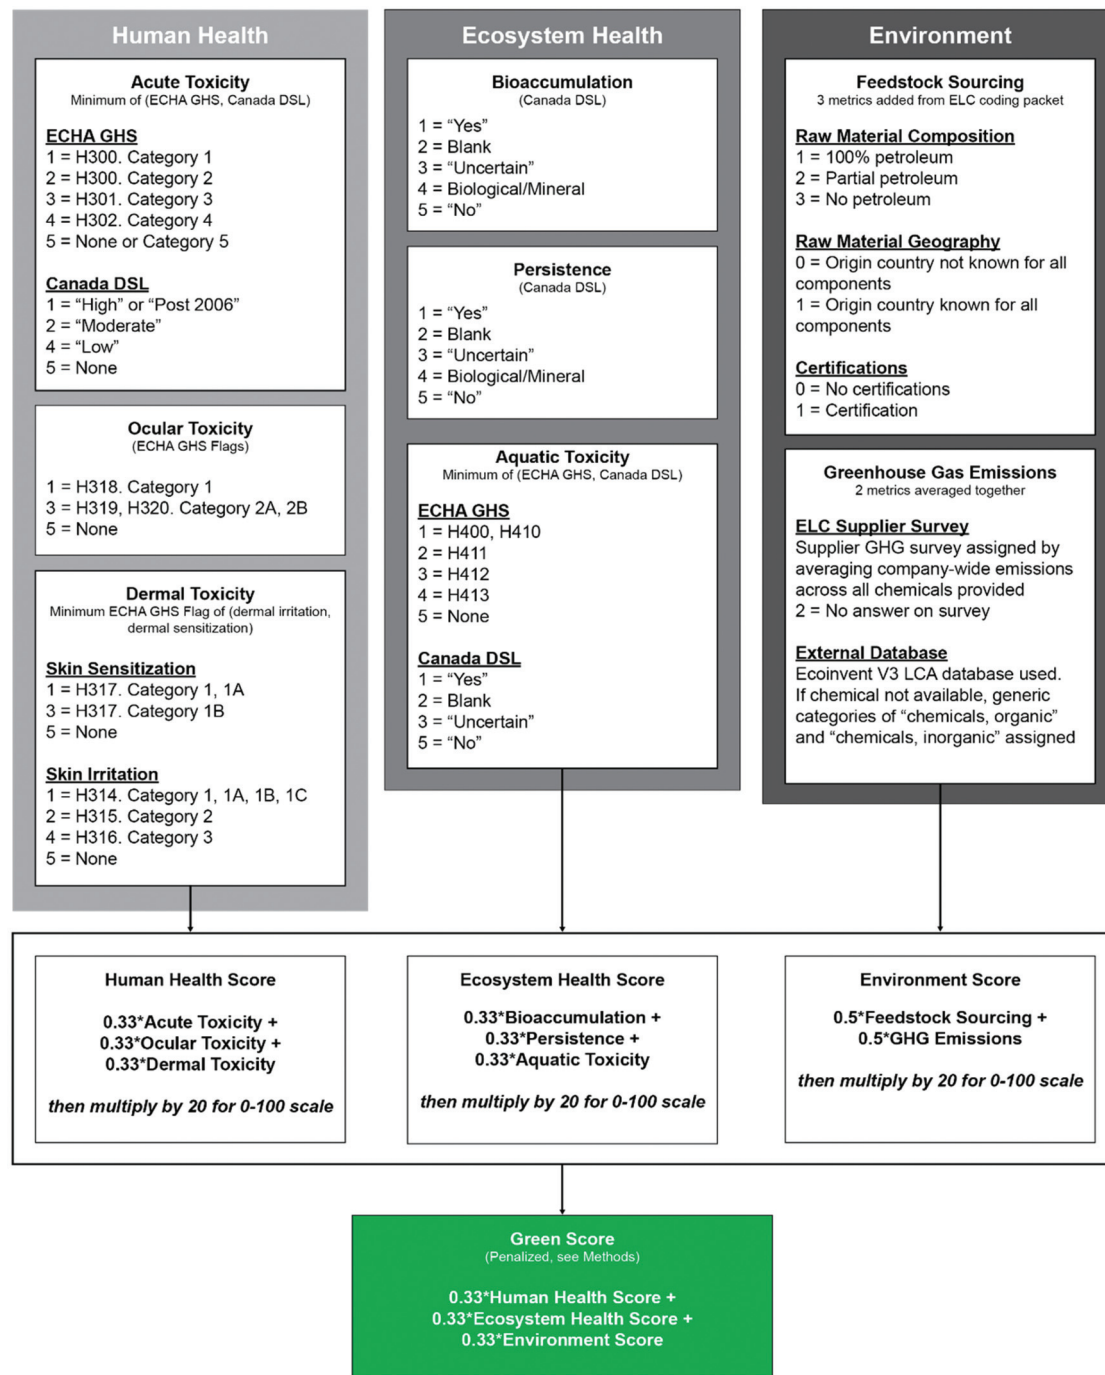 Human Health
Acute Toxicity
Minimum of (ECHA GHS, Canada DSL)
ECHA GHS
1 = H300. Category 1
2 = H300. Category 2
3 = H301. Category 3
4 = H302. Category 4
5 = None or Category 5
Canada DSL
1 = “High” or “Post 2006”
2 = “Moderate”
4 = “Low”
5 = None
Ocular Toxicity
(ECHA GHS Flags)
1 = H318. Category 1
3 = H319, H320. Category 2A, 2B
5 = None
Dermal Toxicity
Minimum ECHA GHS Flag of (dermal irritation,
dermal sensitization)
Skin Sensitization
1 = H317. Category 1, 1A
3 = H317. Category 1B
5 = None
Skin Irritation
1 = H314. Category 1, 1A, 1B, 1C
2 = H315. Category 2
4 = H316. Category 3
5 = None
Ecosystem Health
Bioaccumulation
(Canada DSL)
1 = “Yes”
2 = Blank
3 = “Uncertain”
4 = Biological/Mineral
5 = “No”
Persistence
(Canada DSL)
1 = “Yes”
2 = Blank
3 = “Uncertain”
4 = Biological/Mineral
5 = “No”
Aquatic Toxicity
Minimum of (ECHA GHS, Canada DSL)
ECHA GHS
1 = H400, H410
2 = H411
3 = H412
4 = H413
5 = None
Canada DSL
1 = “Yes”
2 = Blank
3 = “Uncertain”
5 = “No”
Environment
Feedstock Sourcing
3 metrics added from ELC coding packet
Raw Material Composition
1 = 100% petroleum
2 = Partial petroleum
3 = No petroleum
Raw Material Geography
0 = Origin country not known for all
components
1 = Origin country known for all
components
Certifications
0 = No certifications
1 = Certification
Greenhouse Gas Emissions
2 metrics averaged together
ELC Supplier Survey
Supplier GHG survey assigned by
averaging company-wide emissions
across all chemicals provided
2 = No answer on survey
External Database
Ecoinvent V3 LCA database used.
If chemical not available, generic
categories of “chemicals, organic”
and “chemicals, inorganic” assigned
Human Health Score
0.33*Acute Toxicity +
0.33*Ocular Toxicity +
0.33*Dermal Toxicity
then multiply by 20 for 0-100 scale
Ecosystem Health Score
0.33*Bioaccumulation +
0.33*Persistence +
0.33*Aquatic Toxicity
then multiply by 20 for 0-100 scale
Environment Score
0.5*Feedstock Sourcing +
0.5*GHG Emissions
then multiply by 20 for 0-100 scale
Green Score
(Penalized, see Methods)
0.33*Human Health Score +
0.33*Ecosystem Health Score +
0.33*Environment Score